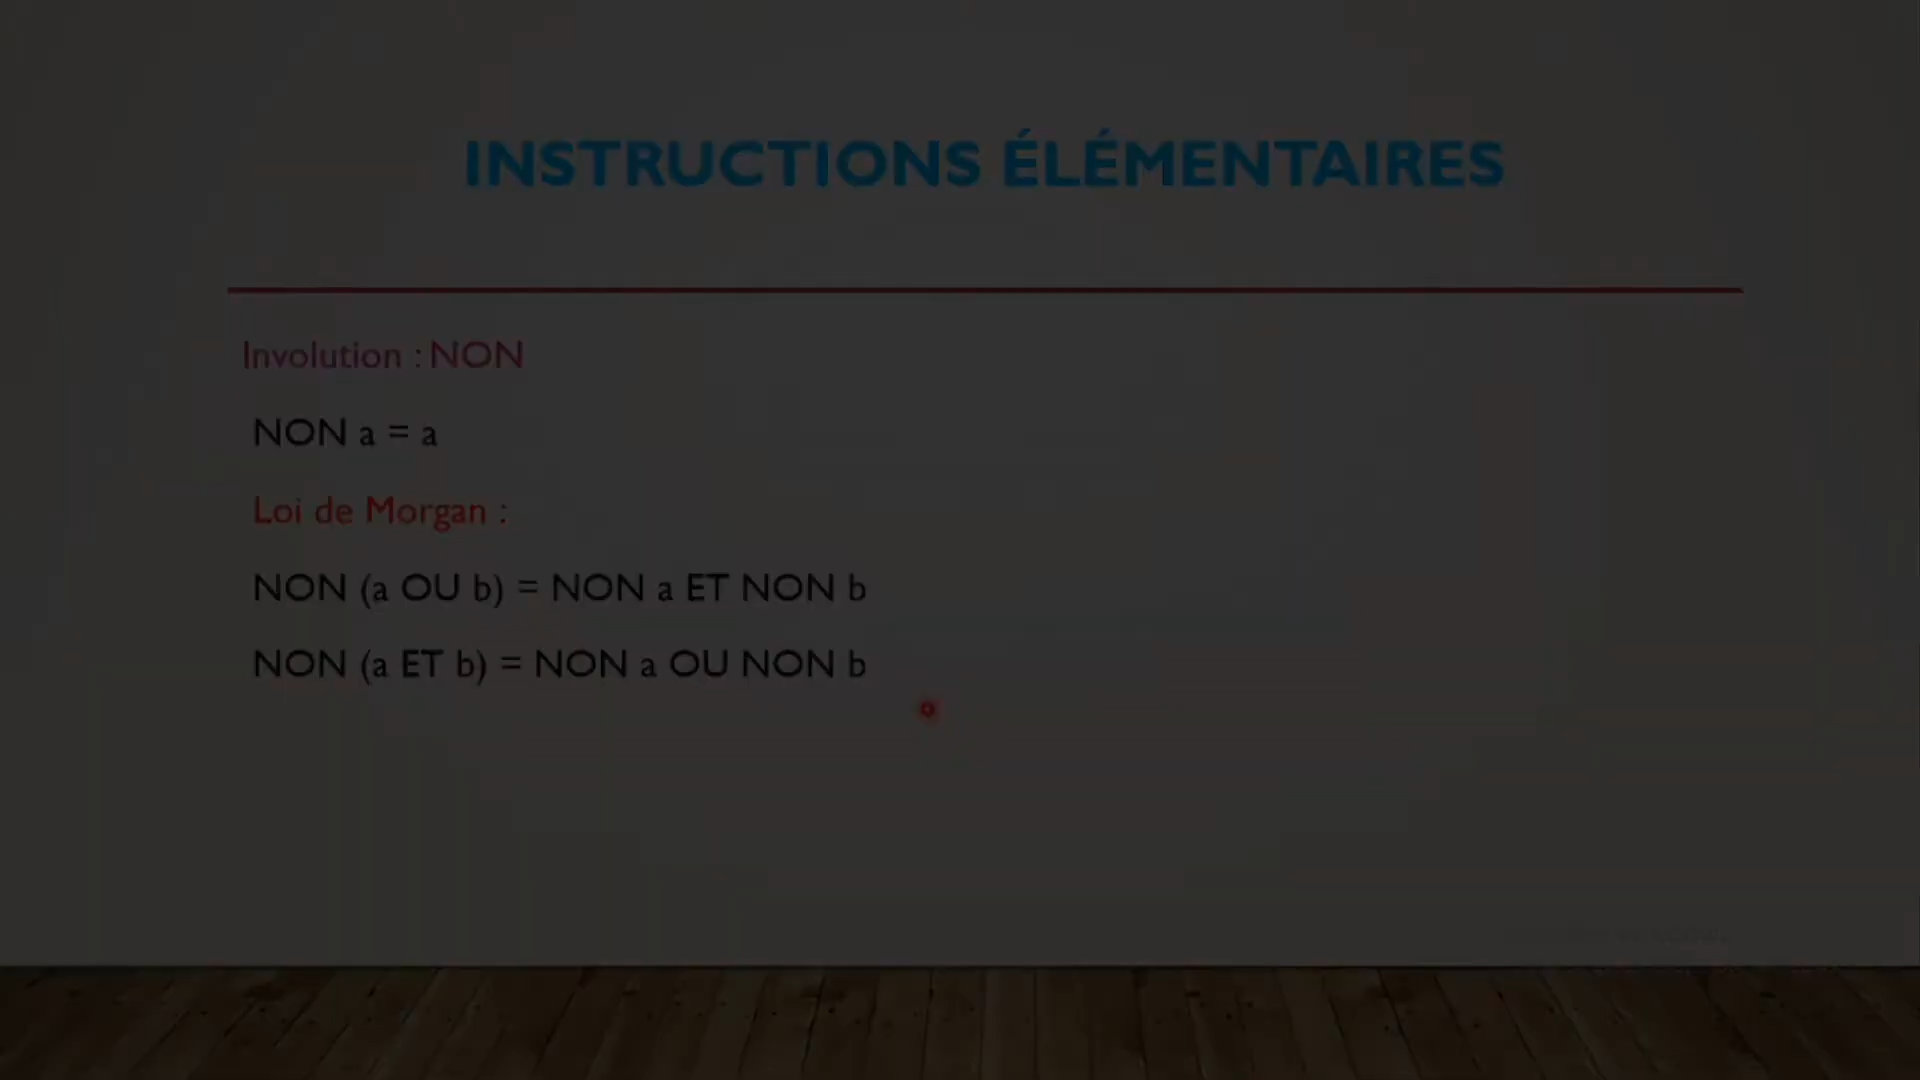 INSTRUCTIONS ÉLÉMENTAIRES
Involution : NON
NON a = a
Loi de Morgan :
NON (a OU b) = NON a ET NON b
NON (a ET b) = NON a OU NON b